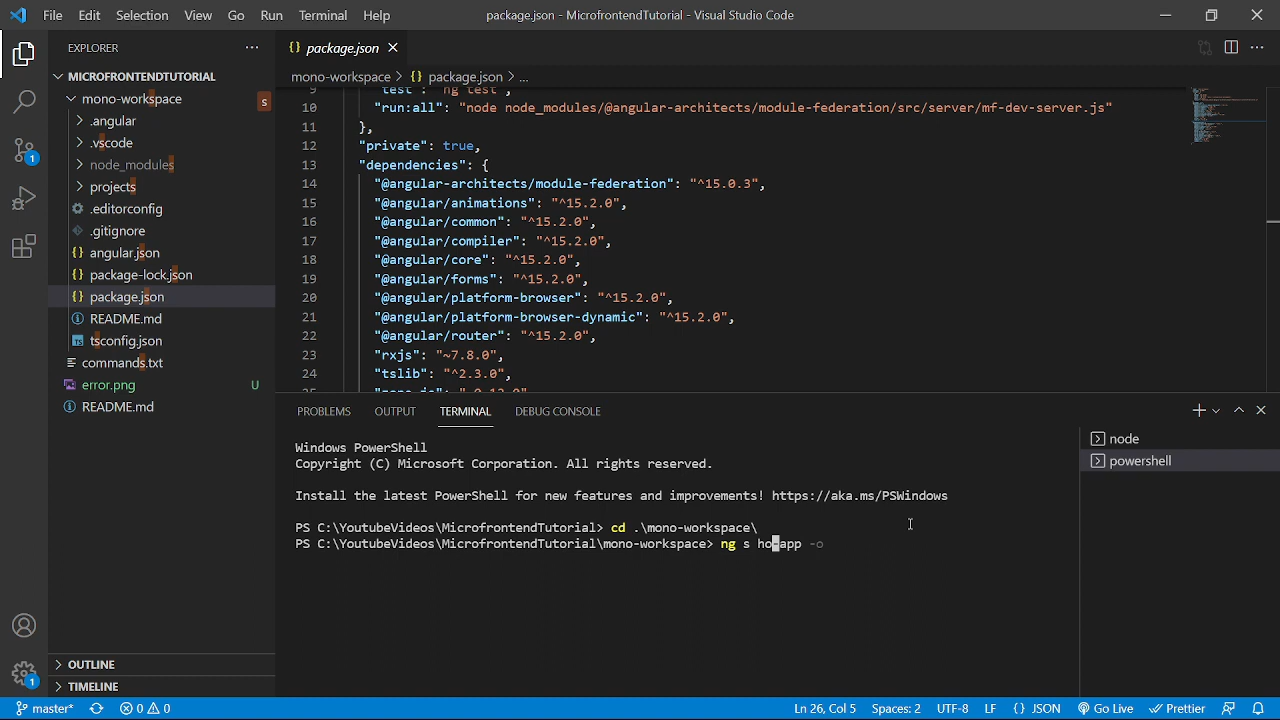 File Edit Selection View Go Run Terminal Help
package.json - MicrofrontendTutorial - Visual Studio Code
EXPLORER
MICROFRONTENDTUTORIAL
mono-workspace
s
.angular
.vscode
node_modules
projects
.editorconfig
.gitignore
angular.json
package-lock.json
package.json
README.md
tsconfig.json
commands.txt
error.png U
README.md
OUTLINE
TIMELINE
package.json
mono-workspace > package.json > ...
9 "test": "ng test",
10 "run:all": "node node_modules/@angular-architects/module-federation/src/server/mf-dev-server.js"
11 },
12 "private": true,
13 "dependencies": {
14 "@angular-architects/module-federation": "^15.0.3",
15 "@angular/animations": "^15.2.0",
16 "@angular/common": "^15.2.0",
17 "@angular/compiler": "^15.2.0",
18 "@angular/core": "^15.2.0",
19 "@angular/forms": "^15.2.0",
20 "@angular/platform-browser": "^15.2.0",
21 "@angular/platform-browser-dynamic": "^15.2.0",
22 "@angular/router": "^15.2.0",
23 "rxjs": "~7.8.0",
24 "tslib": "^2.3.0",
PROBLEMS OUTPUT TERMINAL DEBUG CONSOLE
Windows PowerShell
Copyright (C) Microsoft Corporation. All rights reserved.
Install the latest PowerShell for new features and improvements! https://aka.ms/PSWindows
PS C:\YoutubeVideos\MicrofrontendTutorial> cd .\mono-workspace\
PS C:\YoutubeVideos\MicrofrontendTutorial\mono-workspace> ng s ho-app -o
node
powershell
1
1
master* 0 0
Ln 26, Col 5 Spaces: 2 UTF-8 LF {} JSON Go Live Prettier